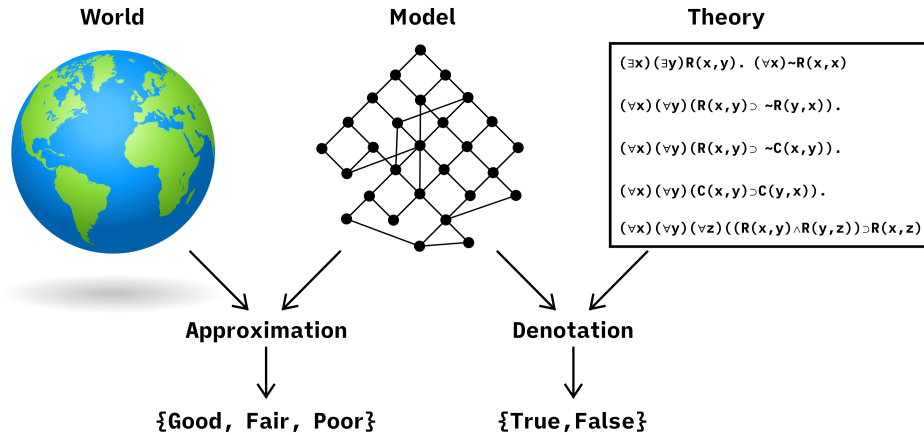 World
Model
Theory
(∃x)(∃y)R(x,y). (∀x)~R(x,x)
(∀x)(∀y)(R(x,y)⊃ ~R(y,x)).
(∀x)(∀y)(R(x,y)⊃ ~C(x,y)).
(∀x)(∀y)(C(x,y)⊃C(y,x)).
(∀x)(∀y)(∀z)((R(x,y)∧R(y,z))⊃R(x,z)
Approximation
Denotation
{Good, Fair, Poor}
{True,False}